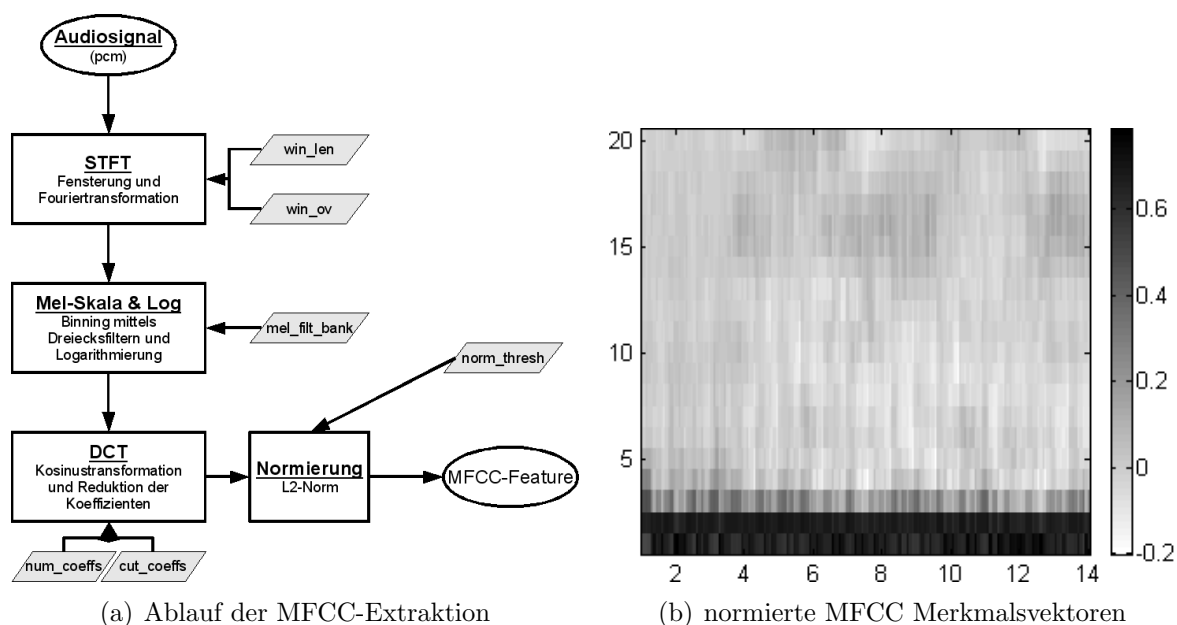 Audiosignal
(pcm)
STFT
Fensterung und
Fouriertransformation
win_len
win_ov
Mel-Skala & Log
Binning mittels
Dreiecksfiltern und
Logarithmierung
mel_filt_bank
norm_thresh
DCT
Kosinustransformation
und Reduktion der
Koeffizienten
Normierung
L2-Norm
MFCC-Feature
num_coeffs
cut_coeffs
(a) Ablauf der MFCC-Extraktion
20
15
10
5
2 4 6 8 10 12 14
0.6
0.4
0.2
0
-0.2
(b) normierte MFCC Merkmalsvektoren